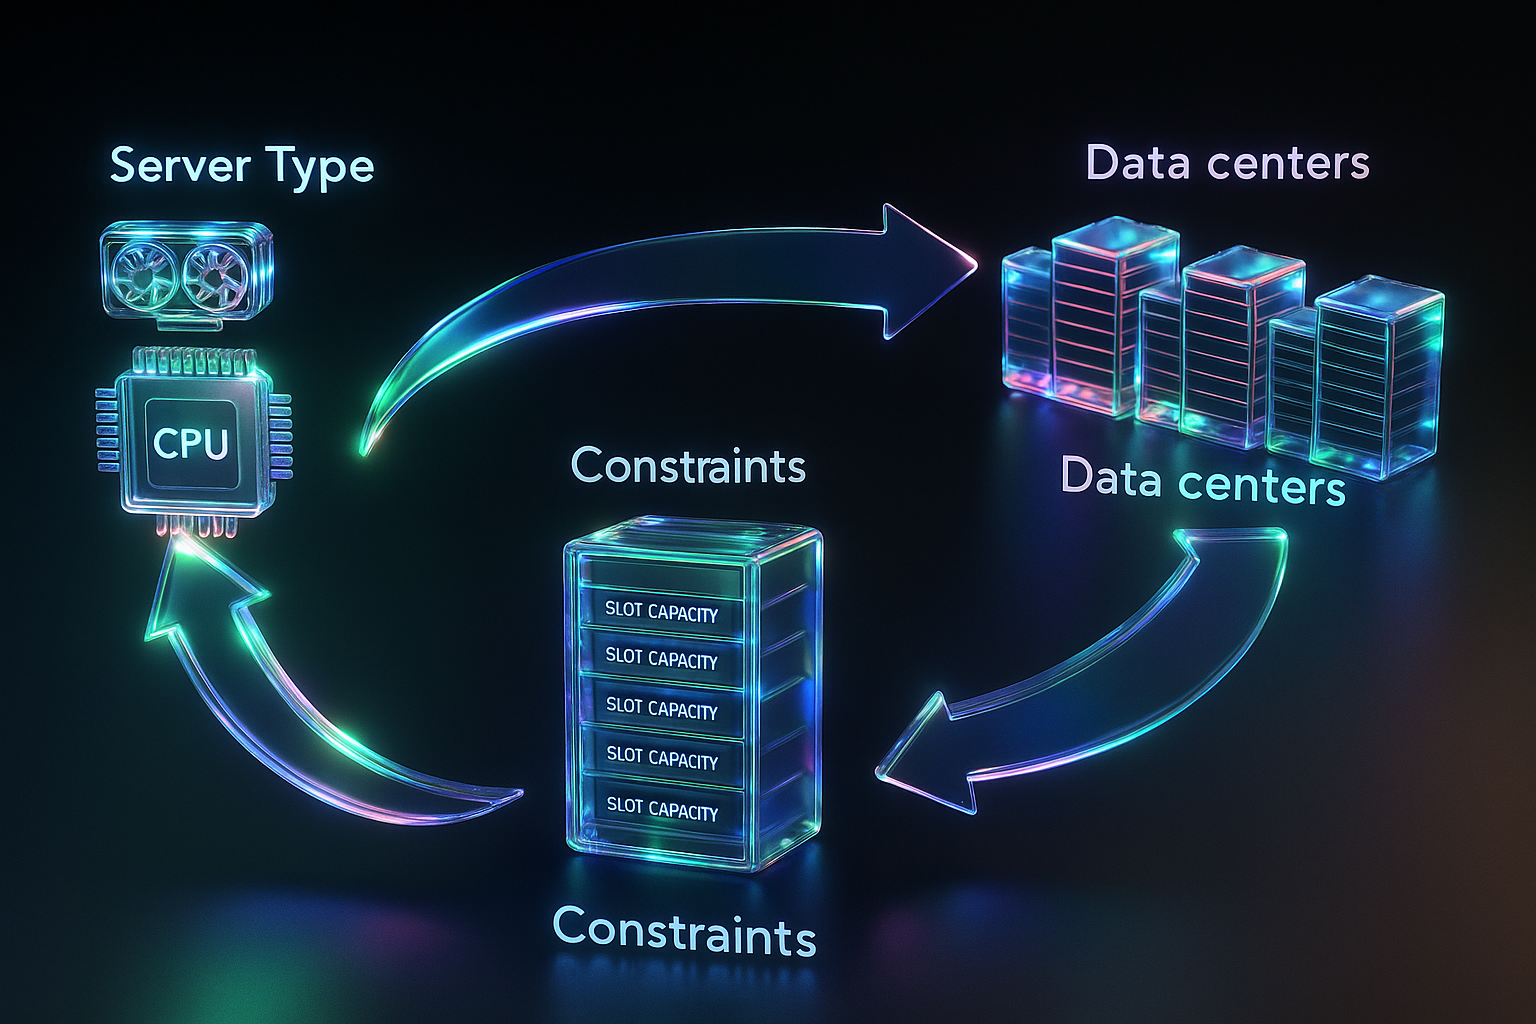 Server Type
Data centers
CPU
Constraints
Data centers
SLOT CAPACITY
SLOT CAPACITY
SLOT CAPACITY
SLOT CAPACITY
SLOT CAPACITY
Constraints